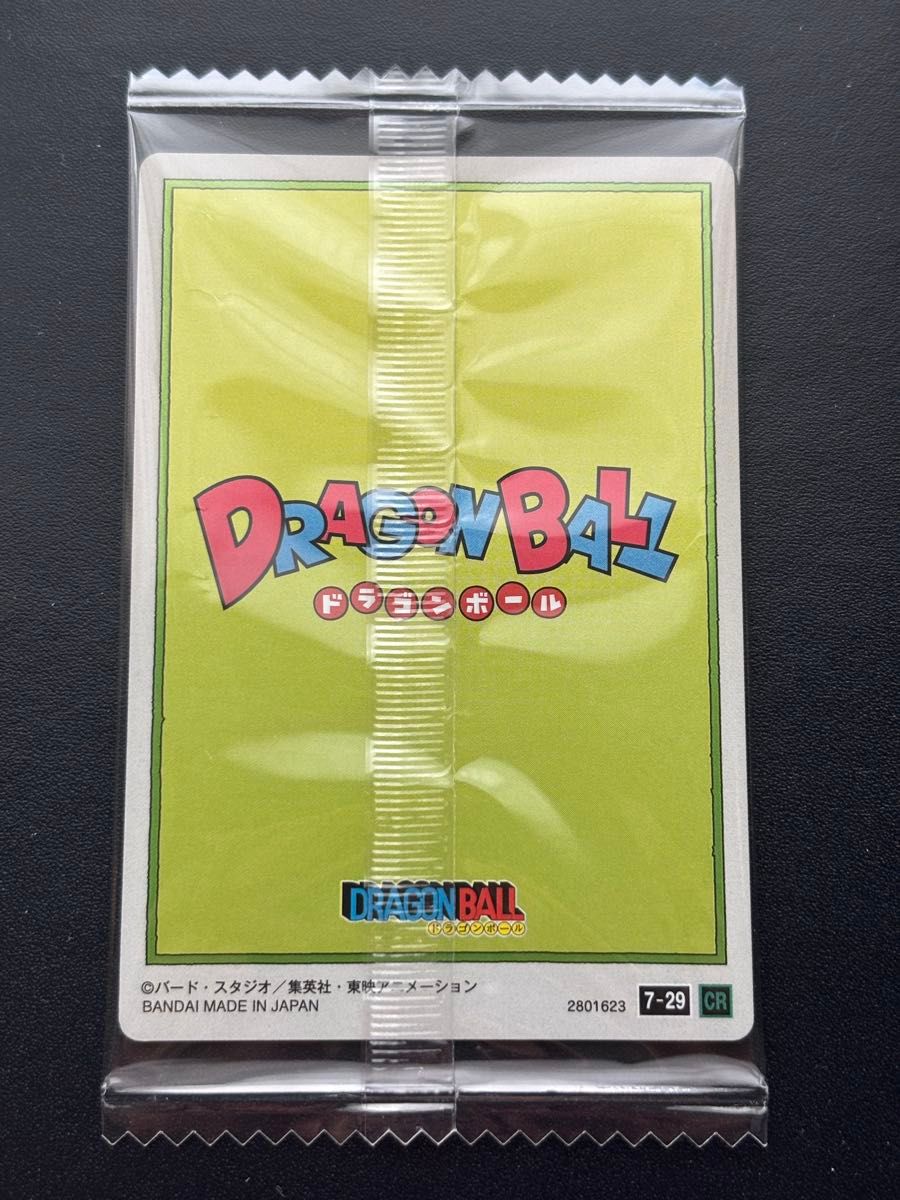 DRAGON BALL
ドラゴンボール
DRAGONBALL
ドラゴンボール
©バード・スタジオ／集英社・東映アニメーション
BANDAI MADE IN JAPAN
2801623 7-29 CR